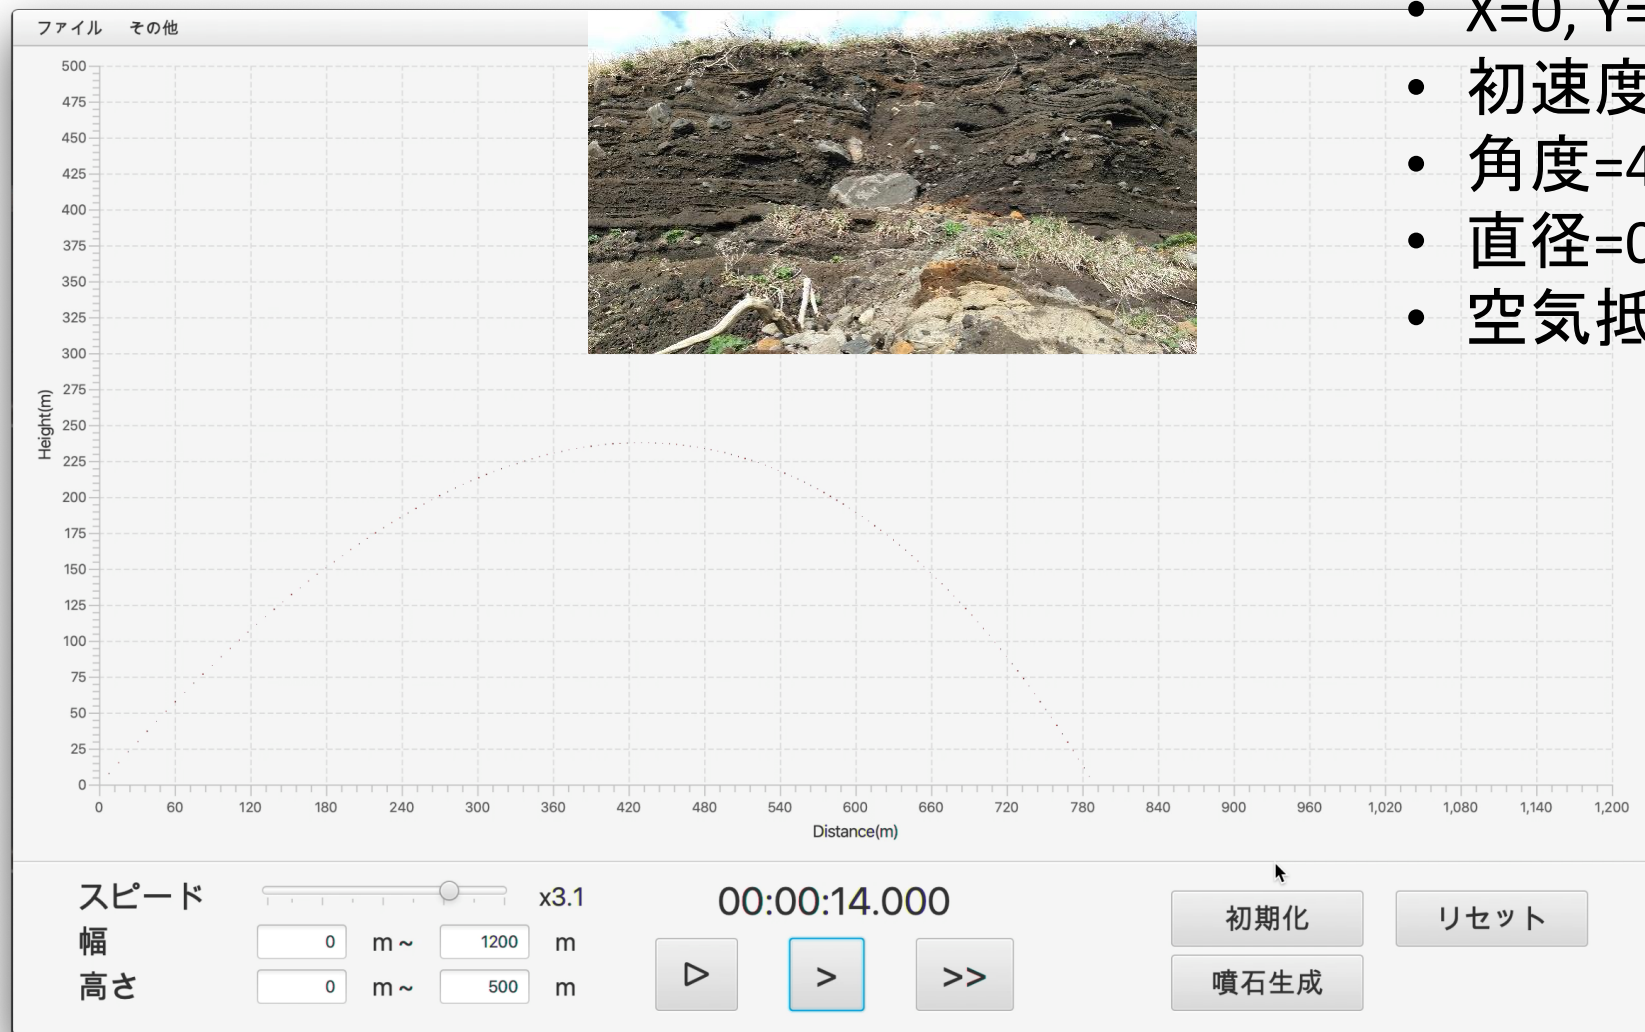 ファイル その他
• X=0, Y=
• 初速度
• 角度=4
• 直径=0
• 空気抵
500
475
450
425
400
375
350
325
300
275
250
225
200
175
150
125
100
75
50
25
0
Height(m)
0 60 120 180 240 300 360 420 480 540 600 660 720 780 840 900 960 1,020 1,080 1,140 1,200
Distance(m)
スピード x3.1
幅 0 m ~ 1200 m
高さ 0 m ~ 500 m
00:00:14.000
▷ > >>
初期化 リセット
噴石生成